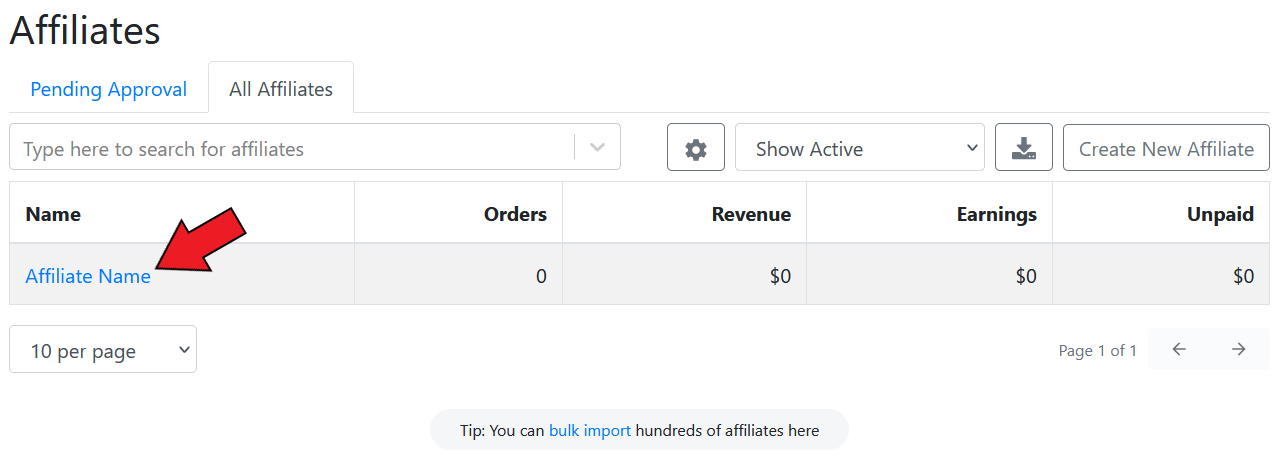 Affiliates
Pending Approval All Affiliates
Type here to search for affiliates Show Active Create New Affiliate
Name Orders Revenue Earnings Unpaid
Affiliate Name 0 $0 $0 $0
10 per page Page 1 of 1
Tip: You can bulk import hundreds of affiliates here